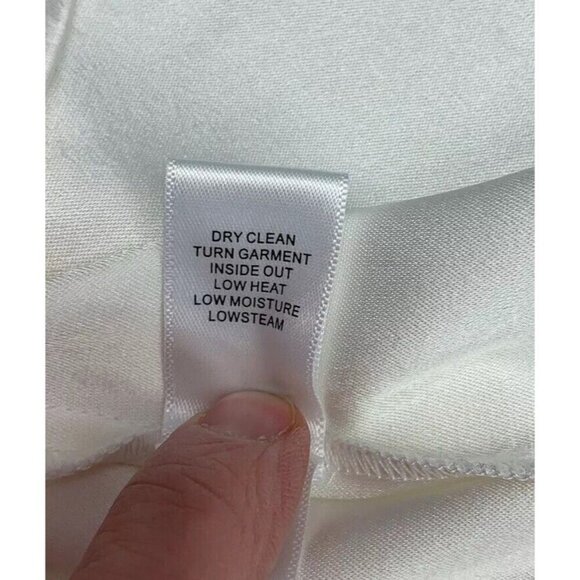 DRY CLEAN
TURN GARMENT
INSIDE OUT
LOW HEAT
LOW MOISTURE
LOWSTEAM